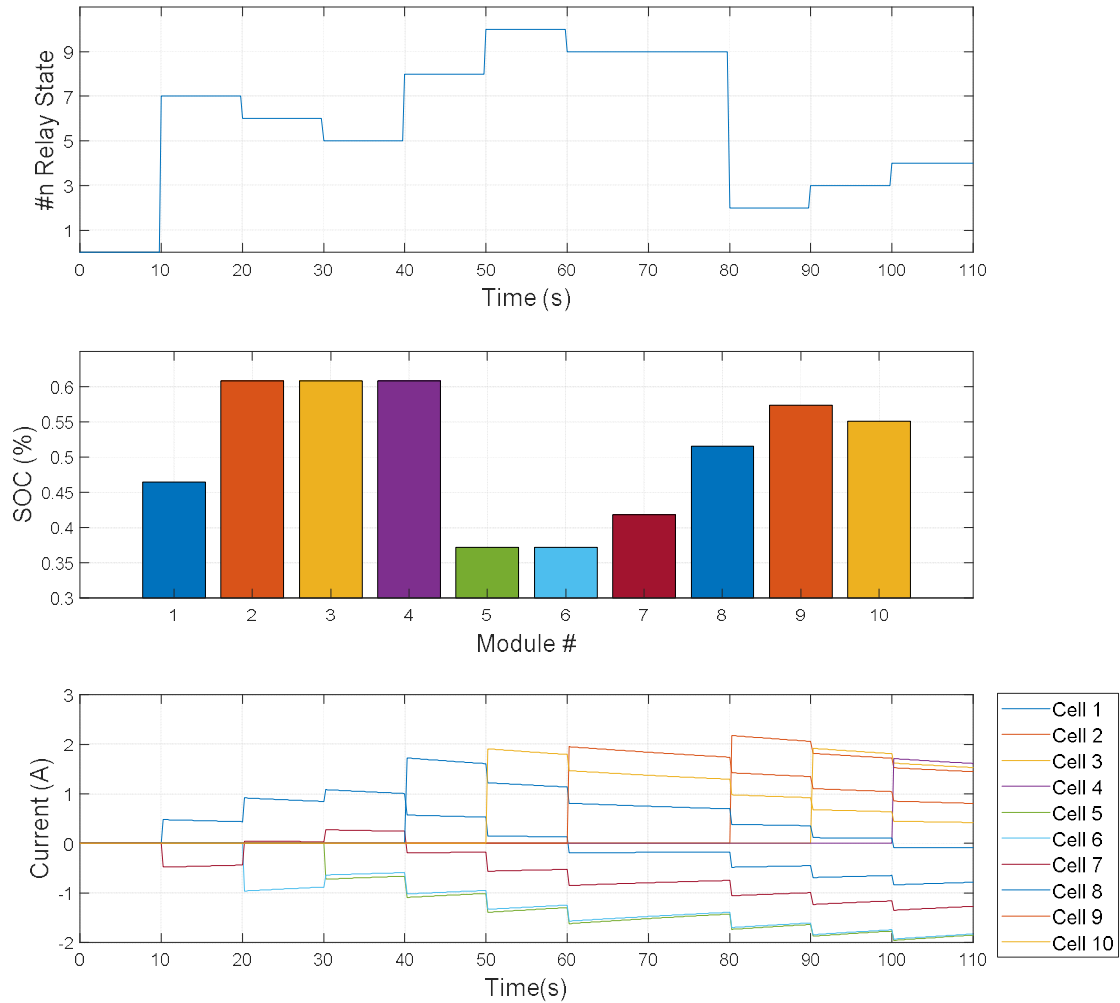 #n Relay State
9
7
5
3
1
0 10 20 30 40 50 60 70 80 90 100 110
Time (s)
SOC (%)
0.6
0.55
0.5
0.45
0.4
0.35
0.3
1 2 3 4 5 6 7 8 9 10
Module #
Current (A)
3
2
1
0
-1
-2
0 10 20 30 40 50 60 70 80 90 100 110
Time(s)
Cell 1
Cell 2
Cell 3
Cell 4
Cell 5
Cell 6
Cell 7
Cell 8
Cell 9
Cell 10